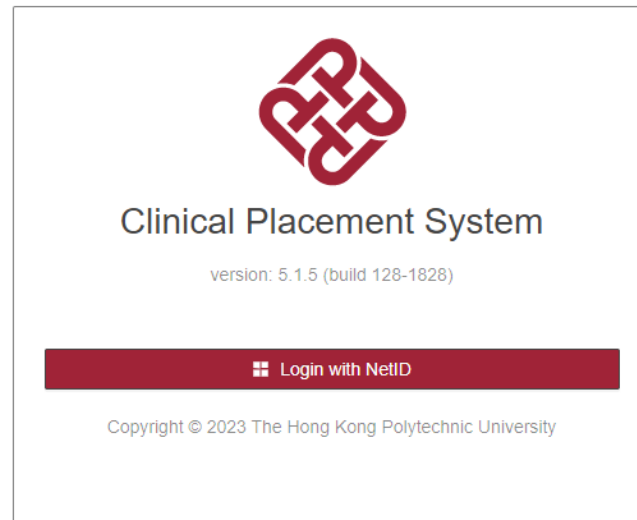 Clinical Placement System
version: 5.1.5 (build 128-1828)
Login with NetID
Copyright © 2023 The Hong Kong Polytechnic University